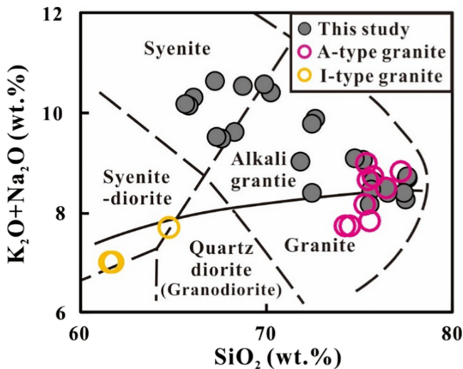 12
10
8
6
K₂O+Na₂O (wt.%)
This study
A-type granite
I-type granite
Syenite
Syenite
-diorite
Alkali
grantie
Quartz
diorite
(Granodiorite)
Granite
60
70
80
SiO₂ (wt.%)